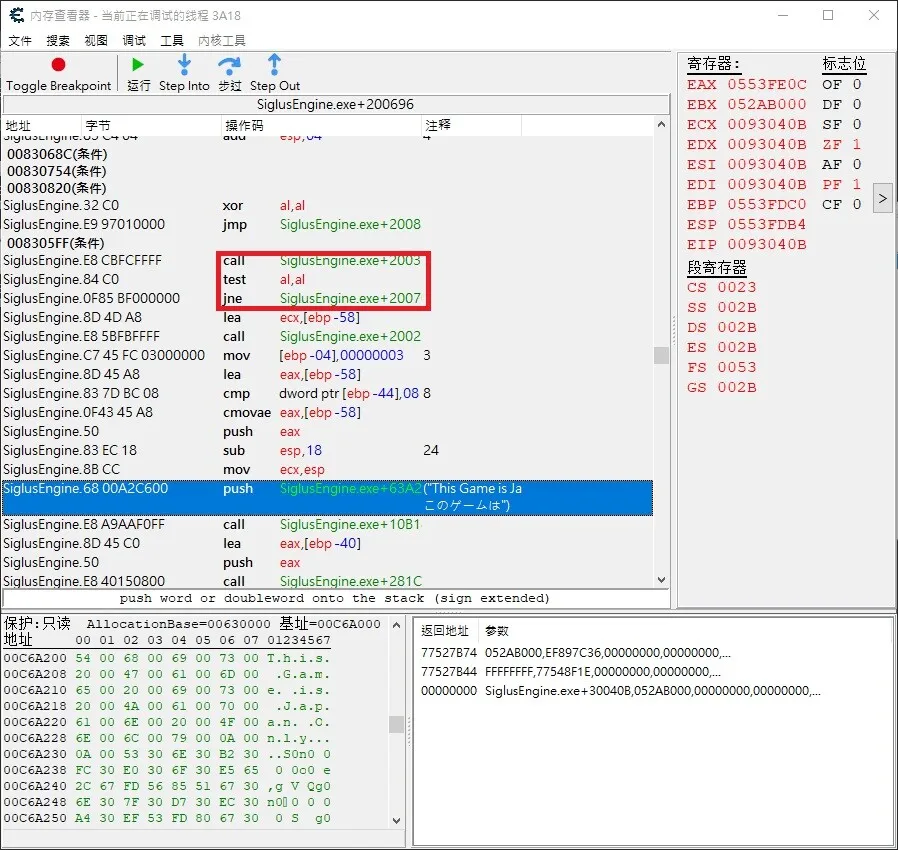 内存查看器 - 当前正在调试的线程 3A18
文件 搜索 视图 调试 工具 内核工具
Toggle Breakpoint 运行 Step Into 步过 Step Out
SiglusEngine.exe+200696
地址 字节 操作码 注释
SiglusEngine.83 C4 04 add esp,04 4
0083068C(条件)
00830754(条件)
00830820(条件)
SiglusEngine.32 C0 xor al,al
SiglusEngine.E9 97010000 jmp SiglusEngine.exe+2008
008305FF(条件)
SiglusEngine.E8 CBFCFFFF call SiglusEngine.exe+2003
SiglusEngine.84 C0 test al,al
SiglusEngine.0F85 BF000000 jne SiglusEngine.exe+2007
SiglusEngine.8D 4D A8 lea ecx,[ebp -58]
SiglusEngine.E8 5BFBFFFF call SiglusEngine.exe+2002
SiglusEngine.C7 45 FC 03000000 mov [ebp -04],00000003 3
SiglusEngine.8D 45 A8 lea eax,[ebp -58]
SiglusEngine.83 7D BC 08 cmp dword ptr [ebp -44],08 8
SiglusEngine.0F43 45 A8 cmovae eax,[ebp -58]
SiglusEngine.50 push eax
SiglusEngine.83 EC 18 sub esp,18 24
SiglusEngine.8B CC mov ecx,esp
SiglusEngine.68 00A2C600 push SiglusEngine.exe+63A2 ("This Game is Ja
このゲームは")
SiglusEngine.E8 A9AAF0FF call SiglusEngine.exe+10B1
SiglusEngine.8D 45 C0 lea eax,[ebp -40]
SiglusEngine.50 push eax
SiglusEngine.E8 40150800 call SiglusEngine.exe+281C
push word or doubleword onto the stack (sign extended)
寄存器: 标志位
EAX 0553FE0C OF 0
EBX 052AB000 DF 0
ECX 0093040B SF 0
EDX 0093040B ZF 1
ESI 0093040B AF 0
EDI 0093040B PF 1
EBP 0553FDC0 CF 0
ESP 0553FDB4
EIP 0093040B
段寄存器
CS 0023
SS 002B
DS 002B
ES 002B
FS 0053
GS 002B
>
保护:只读 AllocationBase=00630000 基址=00C6A000
地址 00 01 02 03 04 05 06 07 01234567
00C6A200 54 00 68 00 69 00 73 00 T.h.i.s.
00C6A208 20 00 47 00 61 00 6D 00 .G.a.m.
00C6A210 65 00 20 00 69 00 73 00 e. .i.s.
00C6A218 20 00 4A 00 61 00 70 00 .J.a.p.
00C6A220 61 00 6E 00 20 00 4F 00 a.n. .O.
00C6A228 6E 00 6C 00 79 00 0A 00 n.l.y...
00C6A230 0A 00 53 30 6E 30 B2 30 ..S0n0 0
00C6A238 FC 30 E0 30 6F 30 E5 65 0 0o0 e
00C6A240 2C 67 FD 56 85 51 67 30 ,g V Qg0
00C6A248 6E 30 7F 30 D7 30 EC 30 n0 0 0 0
00C6A250 A4 30 EF 53 FD 80 67 30 0 S g0
返回地址 参数
77527B74 052AB000,EF897C36,00000000,00000000,...
77527B44 FFFFFFFF,77548F1E,00000000,00000000,...
00000000 SiglusEngine.exe+30040B,052AB000,00000000,00000000,...